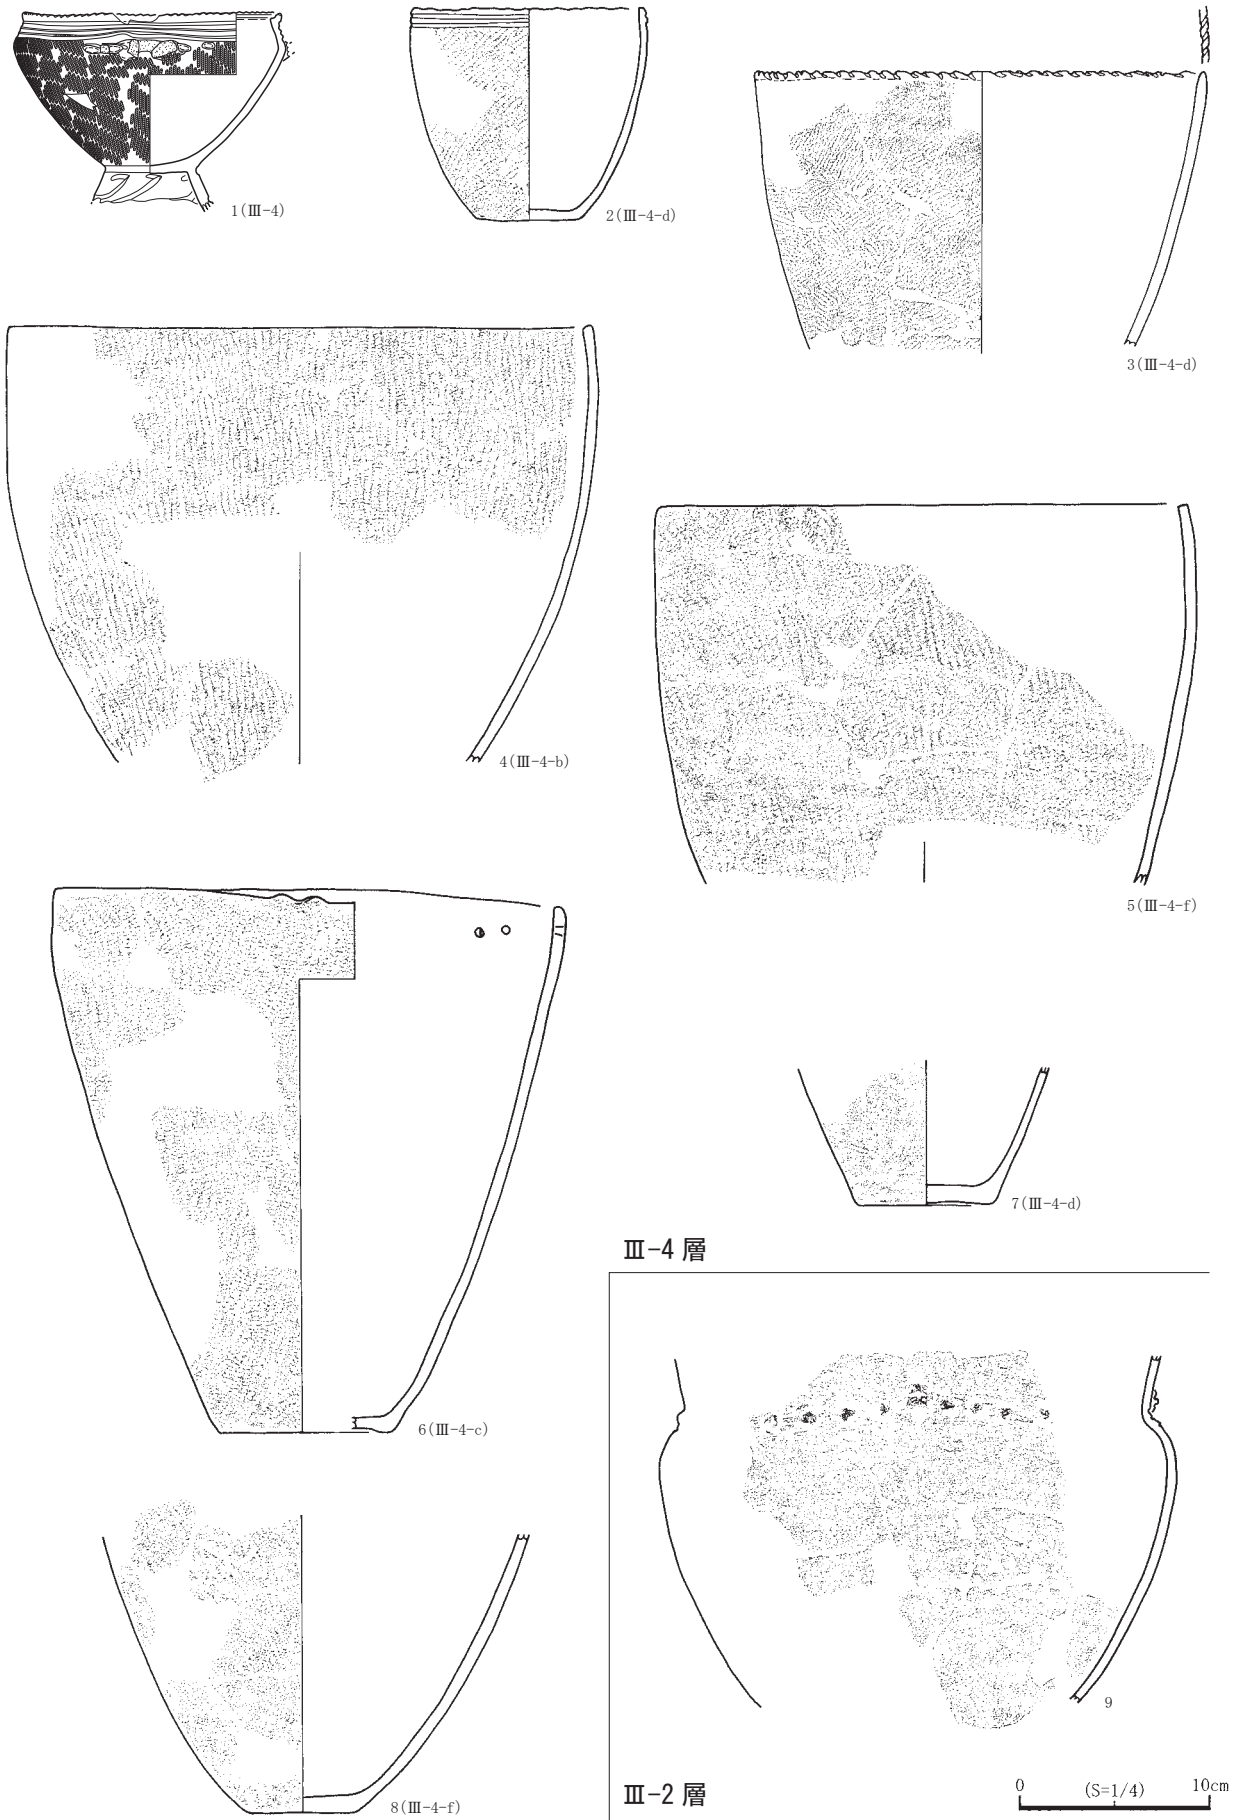 1(Ⅲ-4)
2(Ⅲ-4-d)
3(Ⅲ-4-d)
4(Ⅲ-4-b)
5(Ⅲ-4-f)
6(Ⅲ-4-c)
7(Ⅲ-4-d)
Ⅲ-4 層
8(Ⅲ-4-f)
9
Ⅲ-2 層
0 (S=1/4) 10cm